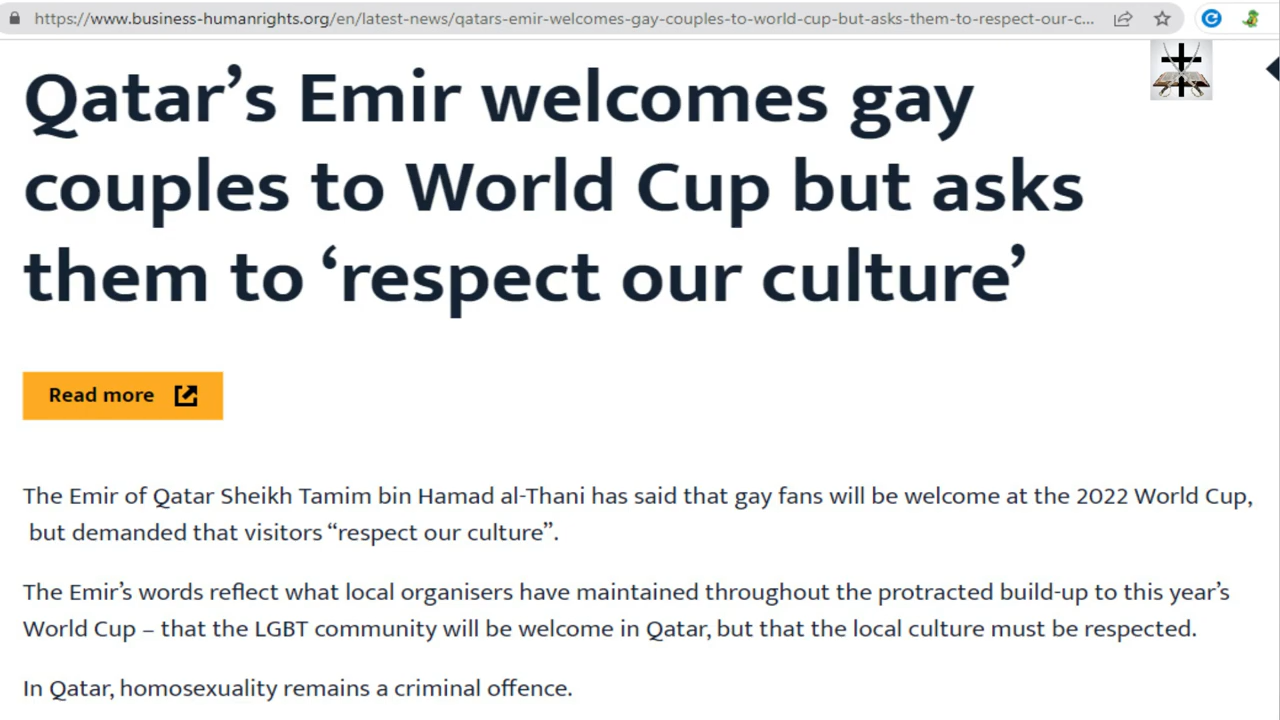 https://www.business-humanrights.org/en/latest-news/qatars-emir-welcomes-gay-couples-to-world-cup-but-asks-them-to-respect-our-c...
Qatar’s Emir welcomes gay
couples to World Cup but asks
them to ‘respect our culture’
Read more
The Emir of Qatar Sheikh Tamim bin Hamad al-Thani has said that gay fans will be welcome at the 2022 World Cup,
but demanded that visitors “respect our culture”.
The Emir’s words reflect what local organisers have maintained throughout the protracted build-up to this year’s
World Cup – that the LGBT community will be welcome in Qatar, but that the local culture must be respected.
In Qatar, homosexuality remains a criminal offence.